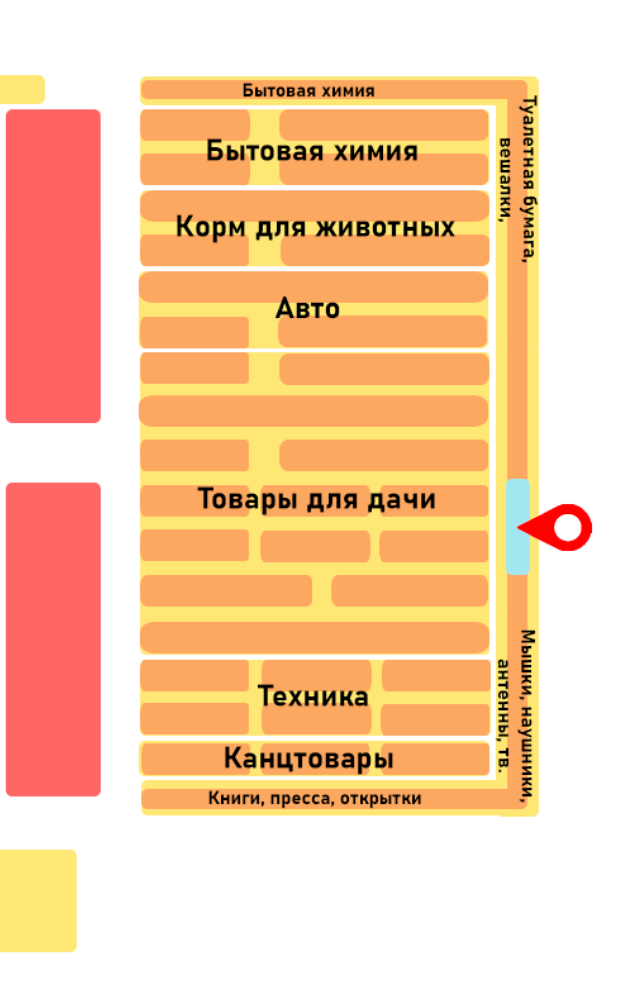 Бытовая химия
Бытовая химия
Туалетная бумага,
вешалки,
Корм для животных
Авто
Товары для дачи
Мышки, наушники,
антенны, тв.
Техника
Канцтовары
Книги, пресса, открытки